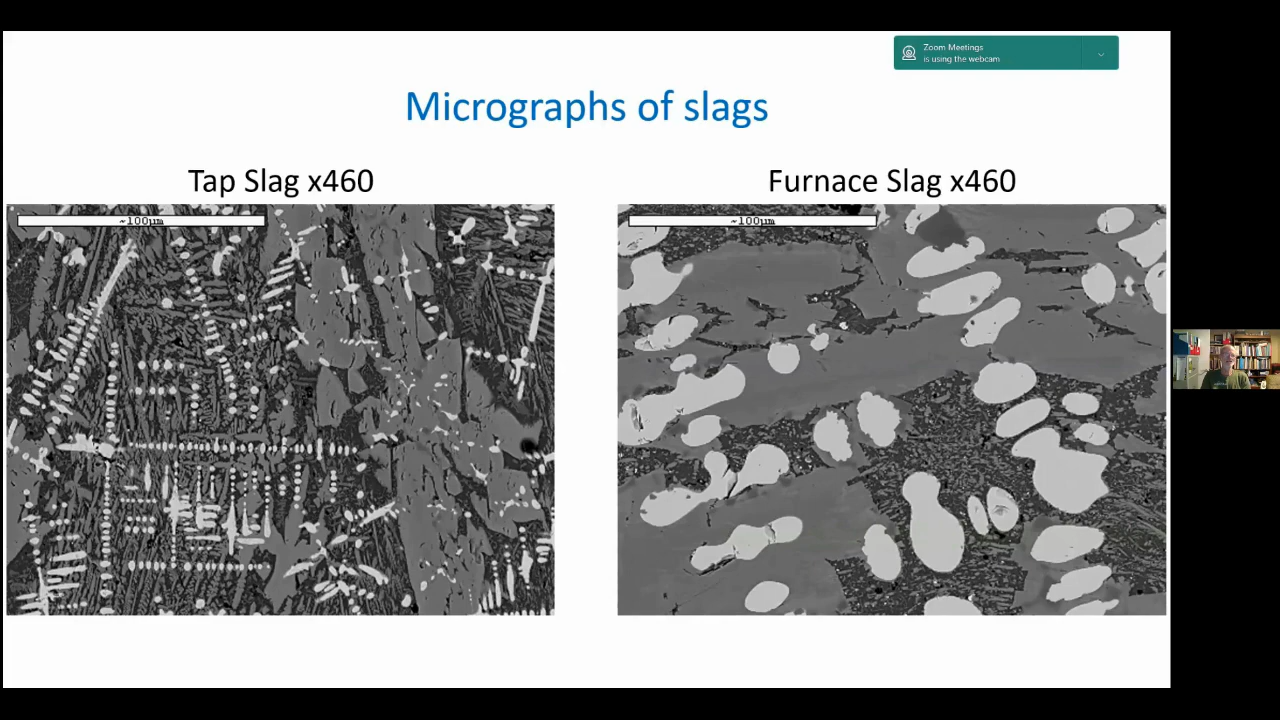 Zoom Meetings
is using the webcam
Micrographs of slags
Tap Slag x460
Furnace Slag x460
~100µm
~100µm